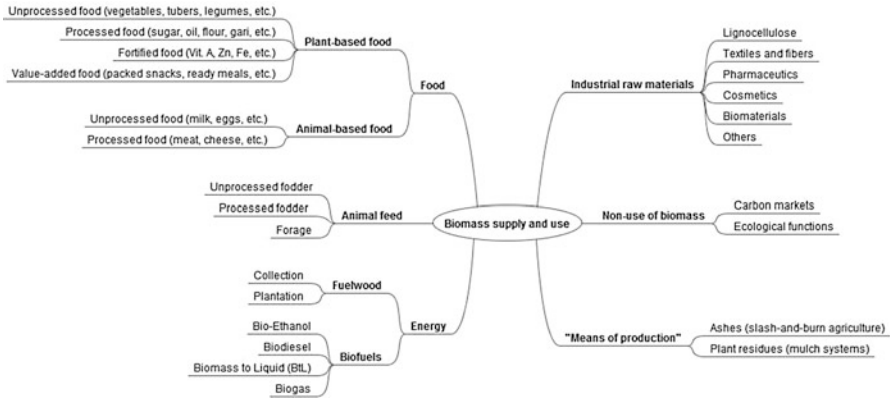 Unprocessed food (vegetables, tubers, legumes, etc.)
Processed food (sugar, oil, flour, gari, etc.)
Fortified food (Vit. A, Zn, Fe, etc.)
Value-added food (packed snacks, ready meals, etc.)
Plant-based food
Unprocessed food (milk, eggs, etc.)
Processed food (meat, cheese, etc.)
Animal-based food
Food
Unprocessed fodder
Processed fodder
Forage
Animal feed
Collection
Plantation
Fuelwood
Bio-Ethanol
Biodiesel
Biomass to Liquid (BtL)
Biogas
Biofuels
Energy
Biomass supply and use
Industrial raw materials
Lignocellulose
Textiles and fibers
Pharmaceutics
Cosmetics
Biomaterials
Others
Non-use of biomass
Carbon markets
Ecological functions
"Means of production"
Ashes (slash-and-burn agriculture)
Plant residues (mulch systems)